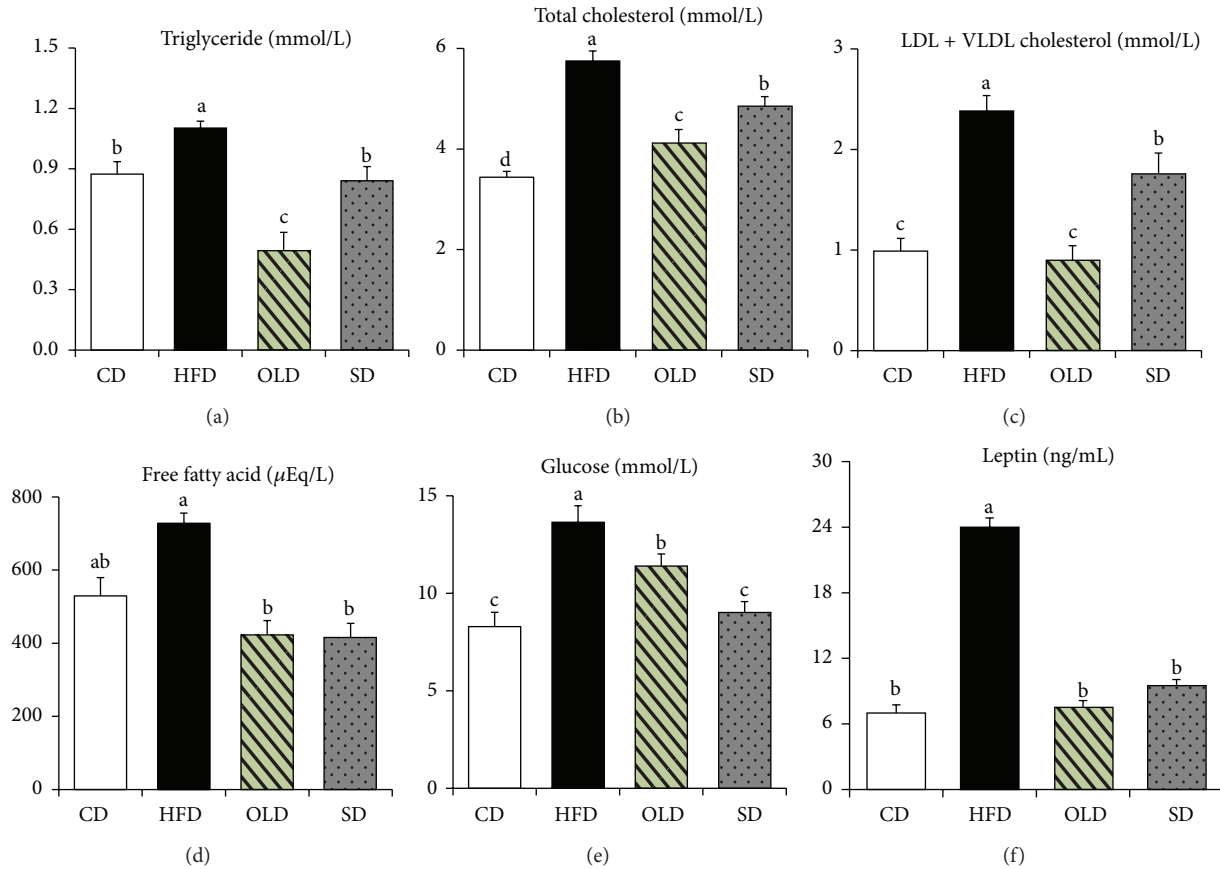 Triglyceride (mmol/L)
1.5
1.2
0.9
0.6
0.3
0.0
b
a
c
b
CD HFD OLD SD
(a)
Total cholesterol (mmol/L)
6
4
2
0
d
a
c
b
CD HFD OLD SD
(b)
LDL + VLDL cholesterol (mmol/L)
3
2
1
0
c
a
c
b
CD HFD OLD SD
(c)
Free fatty acid (μEq/L)
800
600
400
200
0
ab
a
b
b
CD HFD OLD SD
(d)
Glucose (mmol/L)
15
10
5
0
c
a
b
c
CD HFD OLD SD
(e)
Leptin (ng/mL)
30
24
18
12
6
0
b
a
b
b
CD HFD OLD SD
(f)